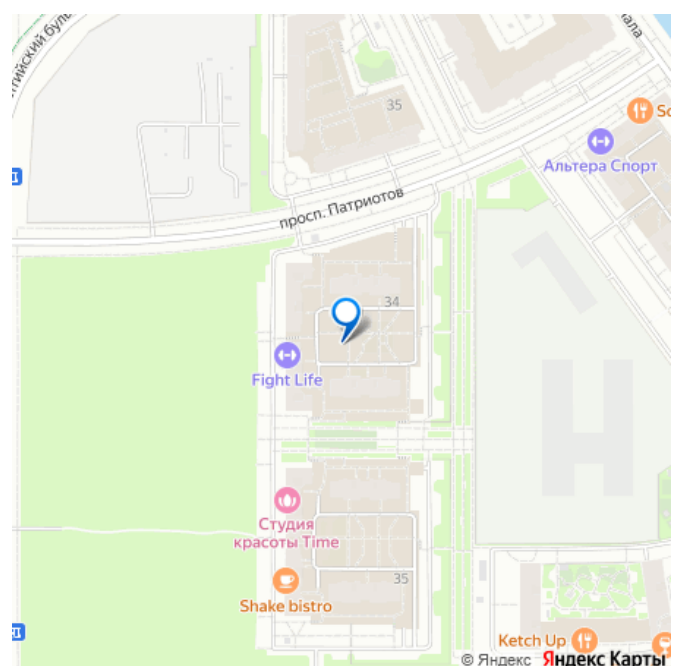 35
Альтера Спорт
просп. Патриотов
34
Fight Life
Студия
красоты Time
35
Shake bistro
Ketch Up
© Яндекс Яндекс Карты